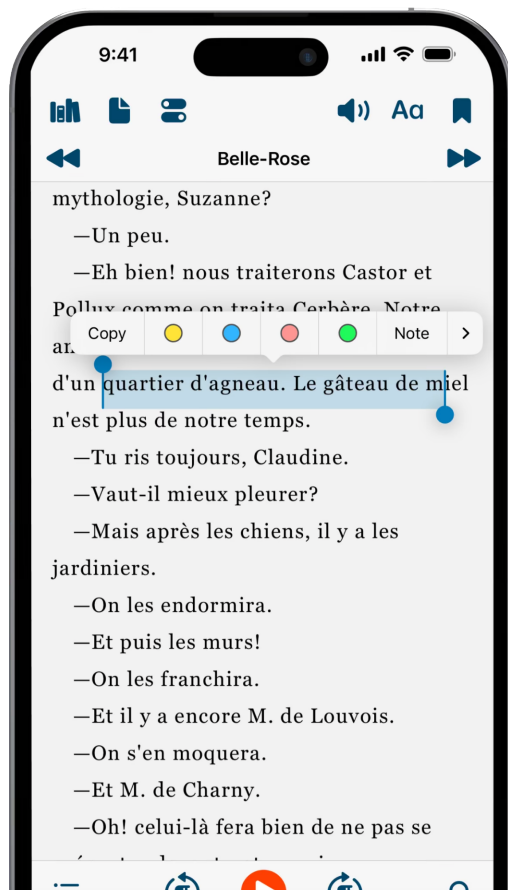 9:41
Aa
Belle-Rose
mythologie, Suzanne?
—Un peu.
—Eh bien! nous traiterons Castor et
Pollux comme on traita Cerbère. Notre
Copy
Note
d'un quartier d'agneau. Le gâteau de miel
n'est plus de notre temps.
—Tu ris toujours, Claudine.
—Vaut-il mieux pleurer?
—Mais après les chiens, il y a les
jardiniers.
—On les endormira.
—Et puis les murs!
—On les franchira.
—Et il y a encore M. de Louvois.
—On s'en moquera.
—Et M. de Charny.
—Oh! celui-là fera bien de ne pas se